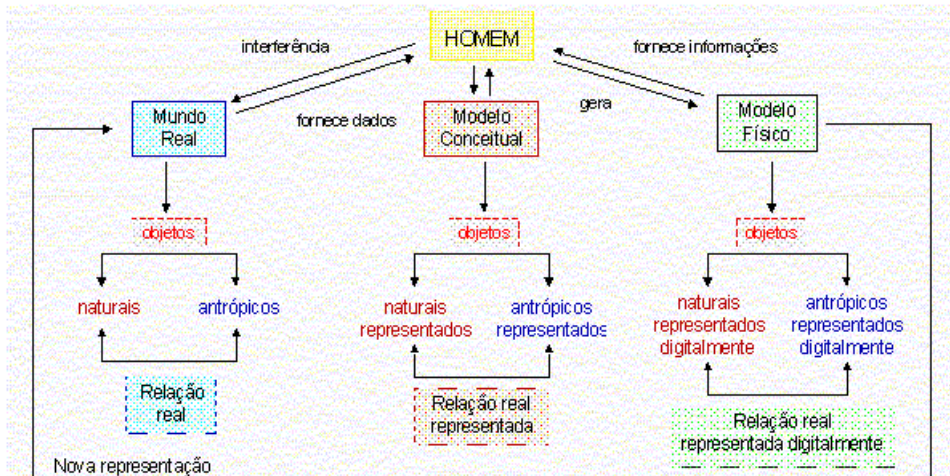 HOMEM
interferência
fornece informações
fornece dados
gera
Mundo
Real
Modelo
Conceitual
Modelo
Físico
objetos
objetos
objetos
naturais
antrópicos
naturais
representados
antrópicos
representados
naturais
representados
digitalmente
antrópicos
representados
digitalmente
Relação
real
Relação real
representada
Relação real
representada digitalmente
Nova representação